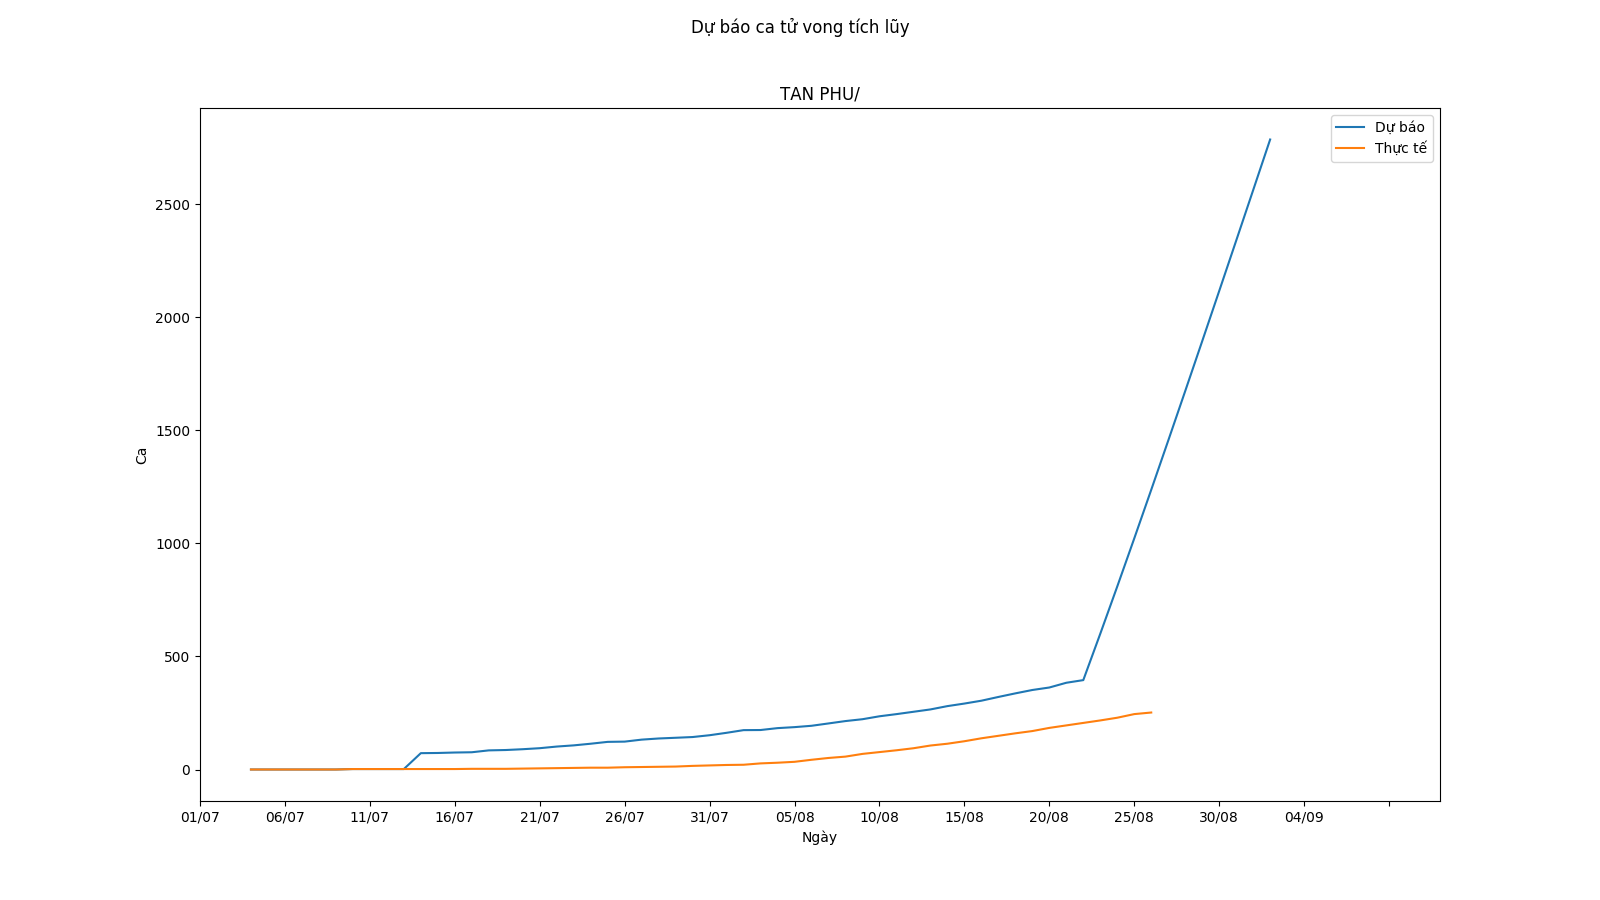 Dự báo ca tử vong tích lũy
TAN PHU/
Dự báo
Thực tế
Ca
2500
2000
1500
1000
500
0
01/07 06/07 11/07 16/07 21/07 26/07 31/07 05/08 10/08 15/08 20/08 25/08 30/08 04/09
Ngày